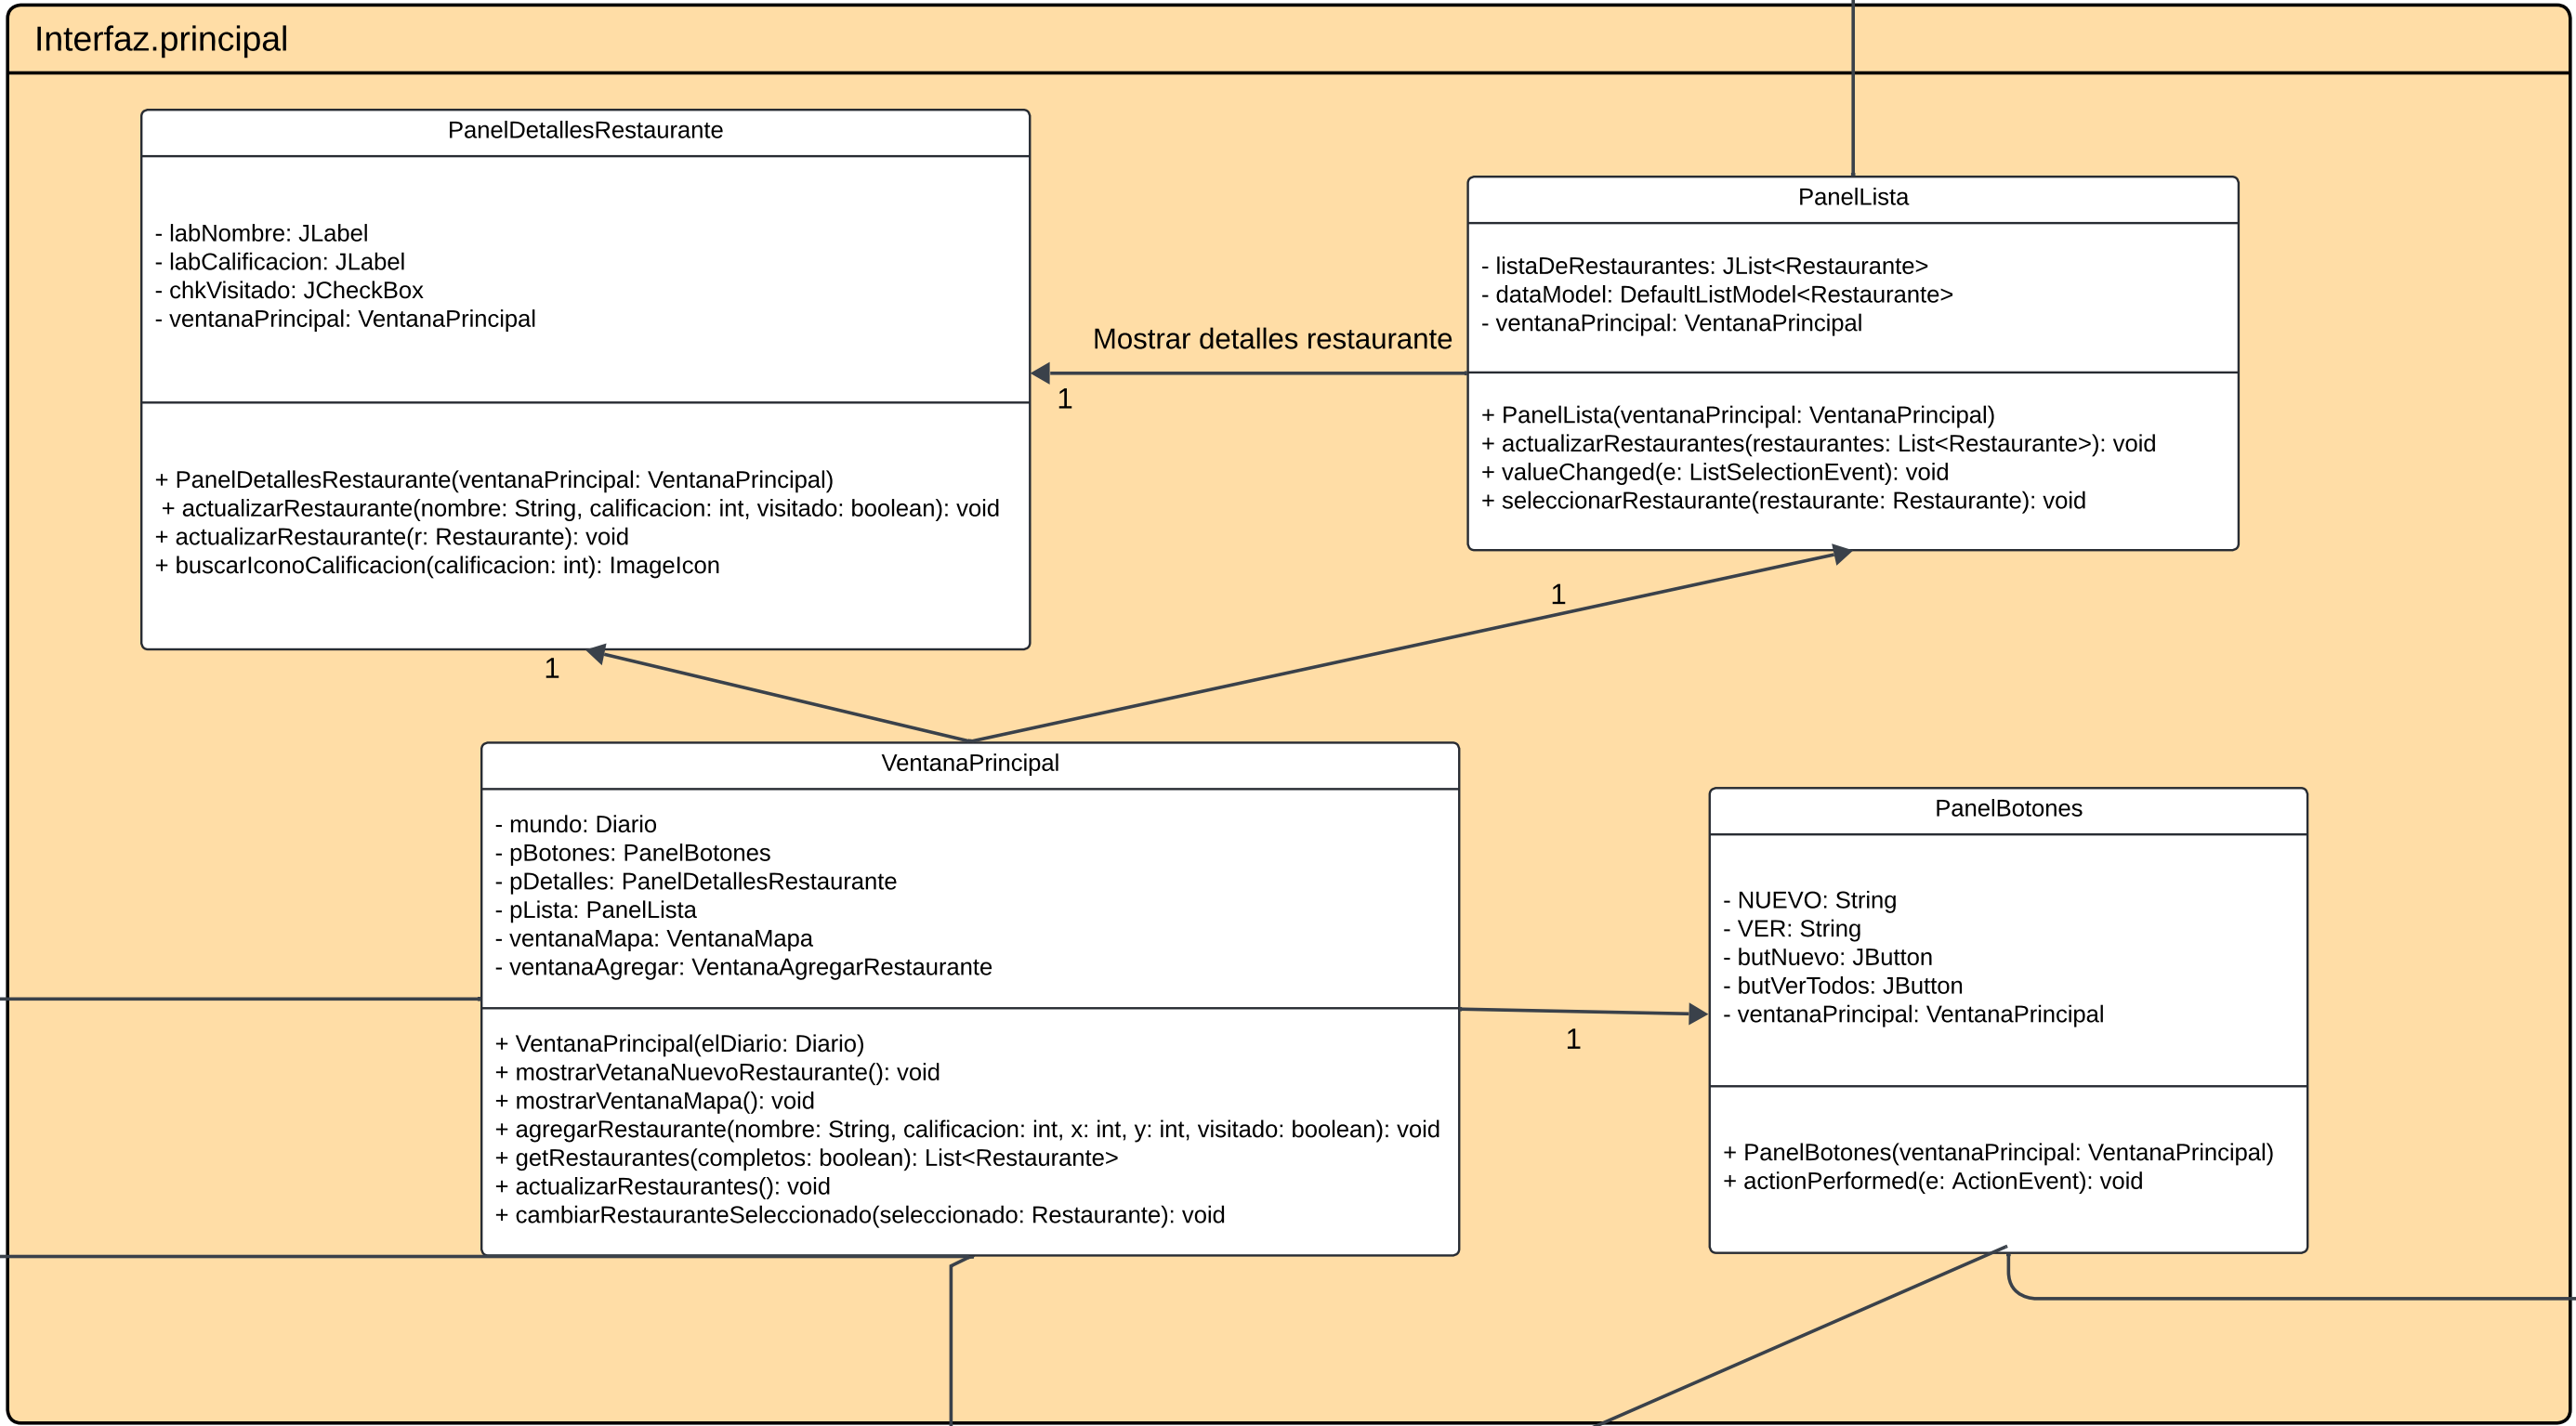 Interfaz.principal
PanelDetallesRestaurante
- labNombre: JLabel
- labCalificacion: JLabel
- chkVisitado: JCheckBox
- ventanaPrincipal: VentanaPrincipal
+ PanelDetallesRestaurante(ventanaPrincipal: VentanaPrincipal)
+ actualizarRestaurante(nombre: String, calificacion: int, visitado: boolean): void
+ actualizarRestaurante(r: Restaurante): void
+ buscarIconoCalificacion(calificacion: int): ImageIcon
Mostrar detalles restaurante
1
PanelLista
- listaDeRestaurantes: JList<Restaurante>
- dataModel: DefaultListModel<Restaurante>
- ventanaPrincipal: VentanaPrincipal
+ PanelLista(ventanaPrincipal: VentanaPrincipal)
+ actualizarRestaurantes(restaurantes: List<Restaurante>): void
+ valueChanged(e: ListSelectionEvent): void
+ seleccionarRestaurante(restaurante: Restaurante): void
1
1
VentanaPrincipal
- mundo: Diario
- pBotones: PanelBotones
- pDetalles: PanelDetallesRestaurante
- pLista: PanelLista
- ventanaMapa: VentanaMapa
- ventanaAgregar: VentanaAgregarRestaurante
+ VentanaPrincipal(elDiario: Diario)
+ mostrarVetanaNuevoRestaurante(): void
+ mostrarVentanaMapa(): void
+ agregarRestaurante(nombre: String, calificacion: int, x: int, y: int, visitado: boolean): void
+ getRestaurantes(completos: boolean): List<Restaurante>
+ actualizarRestaurantes(): void
+ cambiarRestauranteSeleccionado(seleccionado: Restaurante): void
1
PanelBotones
- NUEVO: String
- VER: String
- butNuevo: JButton
- butVerTodos: JButton
- ventanaPrincipal: VentanaPrincipal
+ PanelBotones(ventanaPrincipal: VentanaPrincipal)
+ actionPerformed(e: ActionEvent): void